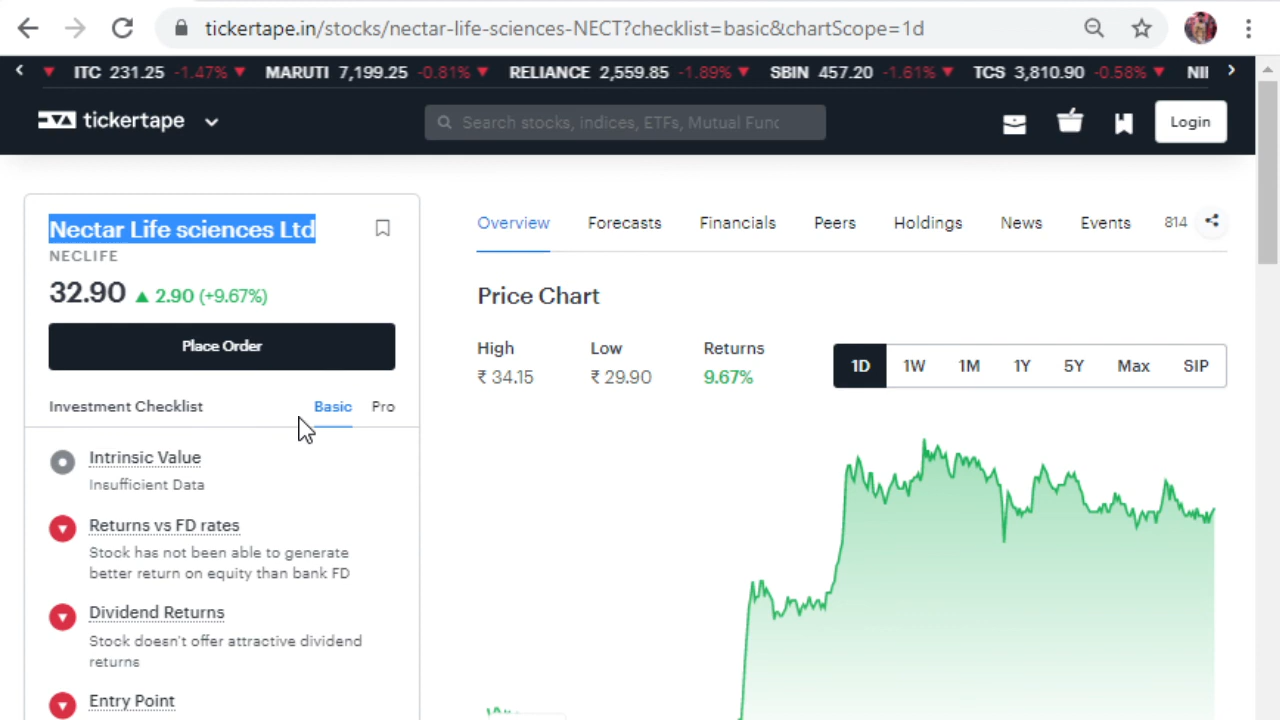 tickertape.in/stocks/nectar-life-sciences-NECT?checklist=basic&chartScope=1d
ITC 231.25 -1.47% ▼ MARUTI 7,199.25 -0.81% ▼ RELIANCE 2,559.85 -1.89% ▼ SBIN 457.20 -1.61% ▼ TCS 3,810.90 -0.58% ▼ NI
tickertape
Search stocks, indices, ETFs, Mutual Func
Login
Nectar Life sciences Ltd
NECLIFE
32.90 ▲ 2.90 (+9.67%)
Place Order
Investment Checklist Basic Pro
Intrinsic Value
Insufficient Data
Returns vs FD rates
Stock has not been able to generate
better return on equity than bank FD
Dividend Returns
Stock doesn't offer attractive dividend
returns
Entry Point
Overview Forecasts Financials Peers Holdings News Events 814
Price Chart
High Low Returns
₹ 34.15 ₹ 29.90 9.67%
1D 1W 1M 1Y 5Y Max SIP